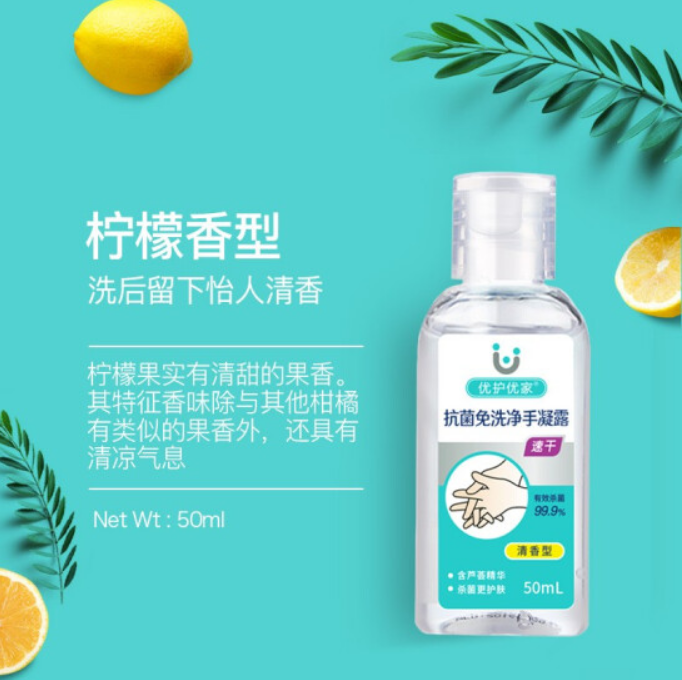 柠檬香型
洗后留下怡人清香
柠檬果实有清甜的果香。
其特征香味除与其他柑橘
有类似的果香外，还具有
清凉气息
Net Wt : 50ml
优护优家®
抗菌免洗净手凝露
速干
有效杀菌
99.9%
清香型
• 含芦荟精华
• 杀菌更护肤
50mL